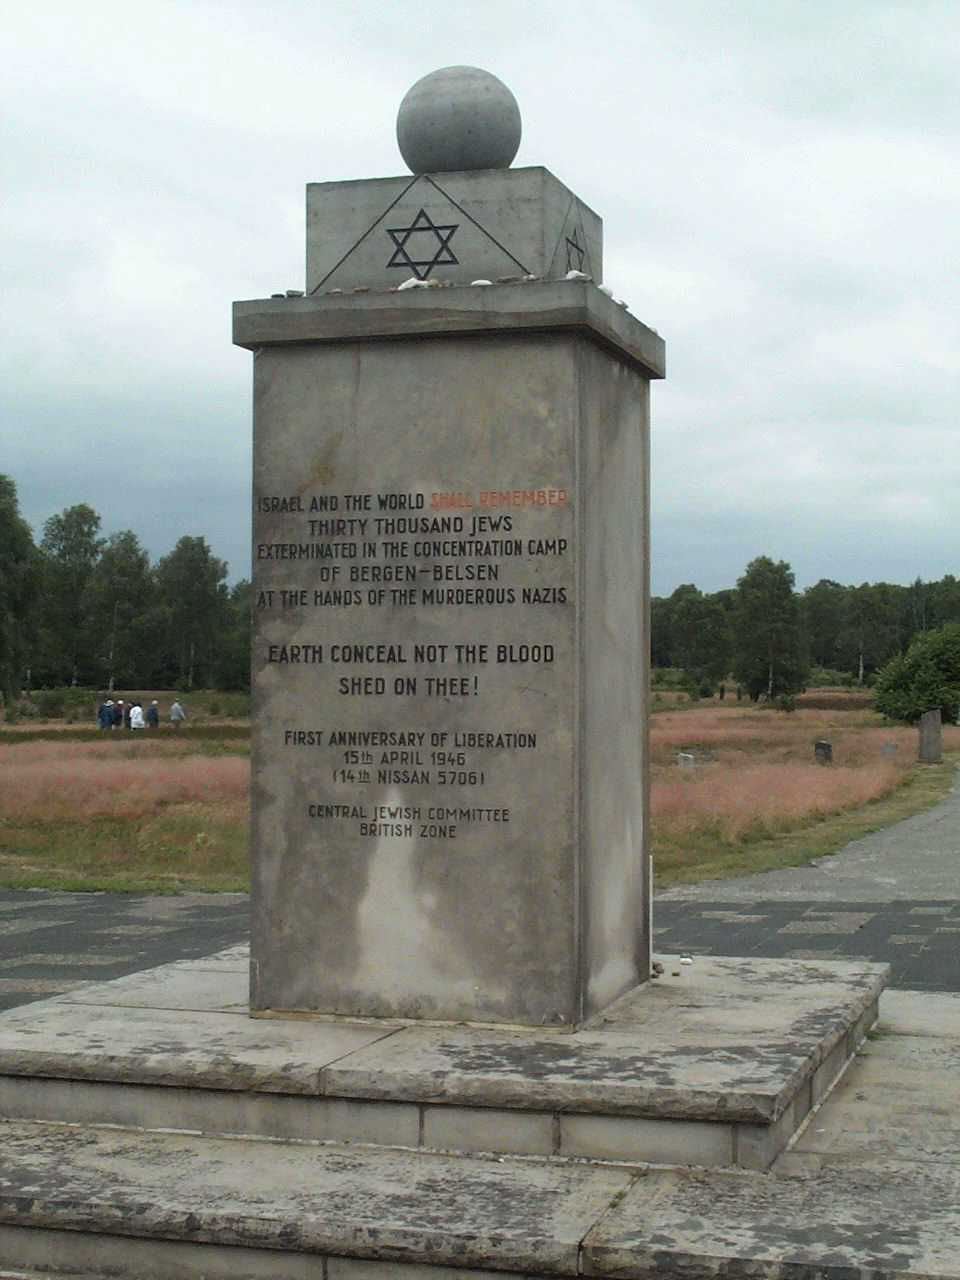 ISRAEL AND THE WORLD SHALL REMEMBER
THIRTY THOUSAND JEWS
EXTERMINATED IN THE CONCENTRATION CAMP
OF BERGEN-BELSEN
AT THE HANDS OF THE MURDEROUS NAZIS
EARTH CONCEAL NOT THE BLOOD
SHED ON THEE!
FIRST ANNIVERSARY OF LIBERATION
15th APRIL 1946
(14th NISSAN 5706)
CENTRAL JEWISH COMMITTEE
BRITISH ZONE